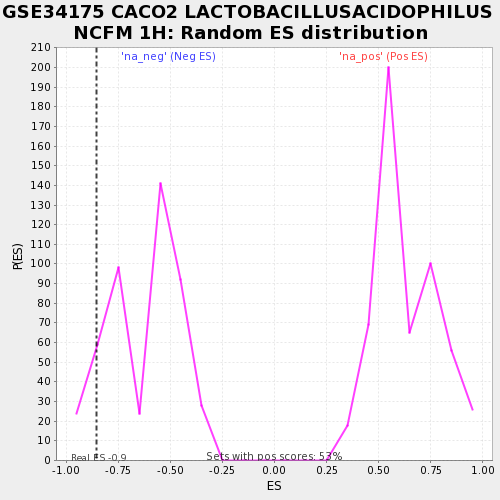 GSE34175 CACO2 LACTOBACILLUSACIDOPHILUS
NCFM 1H: Random ES distribution
'na_neg' (Neg ES)
'na_pos' (Pos ES)
210
200
190
180
170
160
150
140
130
120
110
100
90
80
70
60
50
40
30
20
10
0
P(ES)
Real ES -0.9
Sets with pos scores: 53%
-1.00 -0.75 -0.50 -0.25 0.00 0.25 0.50 0.75 1.00
ES